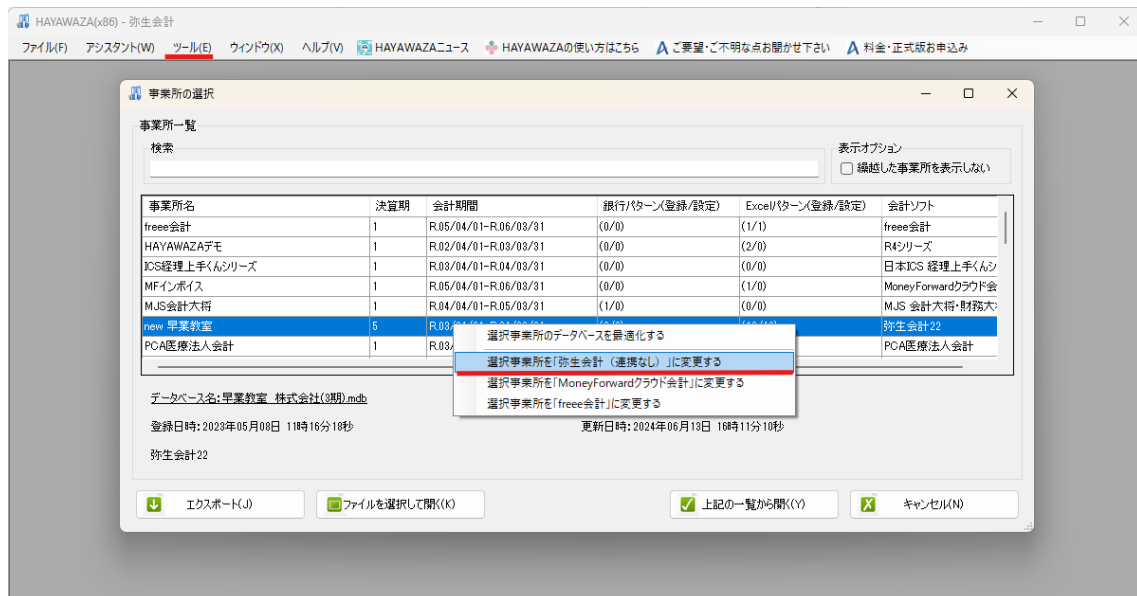 HAYAWAZA(x86) - 弥生会計
ファイル(F) アシスタント(W) ツール(E) ウィンドウ(X) ヘルプ(V) HAYAWAZAニュース HAYAWAZAの使い方はこちら ご要望・ご不明な点お聞かせ下さい 料金・正式版お申込み
事業所の選択
事業所一覧
検索
表示オプション
繰越した事業所を表示しない
事業所名 決算期 会計期間 銀行パターン(登録/設定) Excelパターン(登録/設定) 会計ソフト
freee会計 1 R.05/04/01-R.06/03/31 (0/0) (1/1) freee会計
HAYAWAZAデモ 1 R.02/04/01-R.03/03/31 (0/0) (2/0) R4シリーズ
ICS経理上手くんシリーズ 1 R.03/04/01-R.04/03/31 (0/0) (0/0) 日本ICS 経理上手くんシ
MFインボイス 1 R.05/04/01-R.06/03/31 (0/0) (1/0) MoneyForwardクラウド会
MJS会計大将 1 R.04/04/01-R.05/03/31 (1/0) (0/0) MJS 会計大将・財務大
new 早業教室 5 R.03/ 弥生会計22
PCA医療法人会計 1 R.03/ PCA医療法人会計
選択事業所のデータベースを最適化する
選択事業所を「弥生会計（連携なし）」に変更する
選択事業所を「MoneyForwardクラウド会計」に変更する
選択事業所を「freee会計」に変更する
データベース名:早業教室 株式会社(3期).mdb
登録日時:2023年05月08日 11時16分18秒 更新日時:2024年06月13日 16時11分10秒
弥生会計22
エクスポート(J) ファイルを選択して開く(K) 上記の一覧から開く(Y) キャンセル(N)